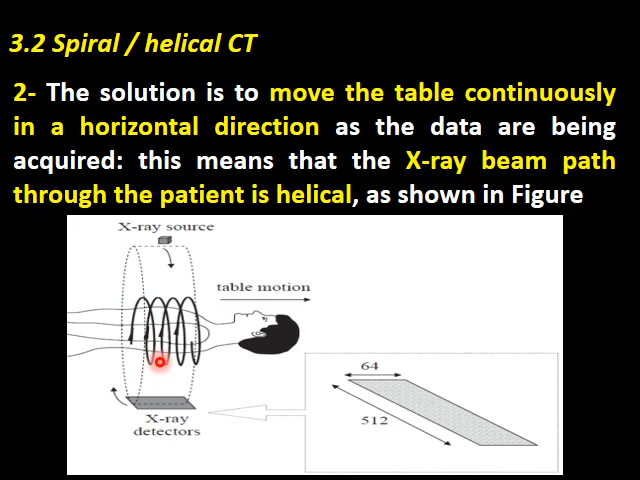 3.2 Spiral / helical CT
2- The solution is to move the table continuously
in a horizontal direction as the data are being
acquired: this means that the X-ray beam path
through the patient is helical, as shown in Figure
X-ray source
table motion
64
512
X-ray
detectors